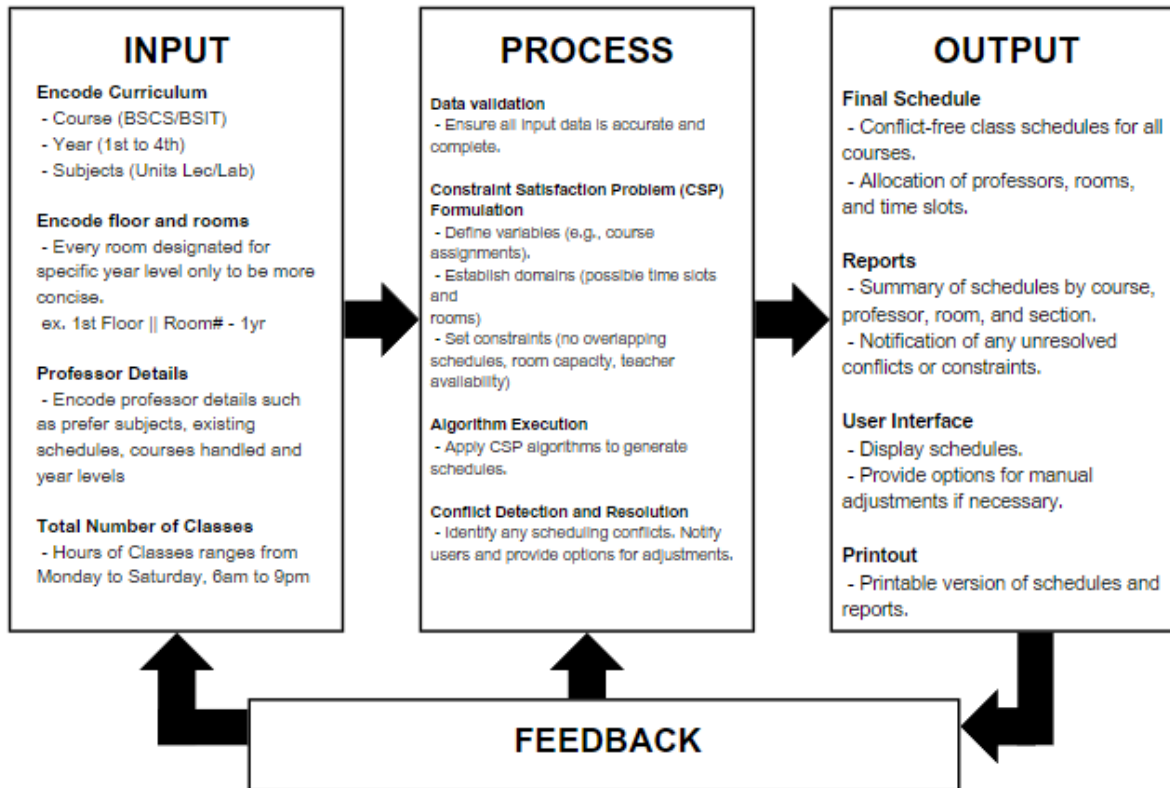 INPUT
Encode Curriculum
- Course (BSCS/BSIT)
- Year (1st to 4th)
- Subjects (Units Lec/Lab)
Encode floor and rooms
- Every room designated for
specific year level only to be more
concise.
ex. 1st Floor || Room# - 1yr
Professor Details
- Encode professor details such
as prefer subjects, existing
schedules, courses handled and
year levels
Total Number of Classes
- Hours of Classes ranges from
Monday to Saturday, 6am to 9pm
PROCESS
Data validation
- Ensure all input data is accurate and
complete.
Constraint Satisfaction Problem (CSP)
Formulation
- Define variables (e.g., course
assignments).
- Establish domains (possible time slots
and
rooms)
- Set constraints (no overlapping
schedules, room capacity, teacher
availability)
Algorithm Execution
- Apply CSP algorithms to generate
schedules.
Conflict Detection and Resolution
- Identify any scheduling conflicts. Notify
users and provide options for adjustments.
OUTPUT
Final Schedule
- Conflict-free class schedules for all
courses.
- Allocation of professors, rooms,
and time slots.
Reports
- Summary of schedules by course,
professor, room, and section.
- Notification of any unresolved
conflicts or constraints.
User Interface
- Display schedules.
- Provide options for manual
adjustments if necessary.
Printout
- Printable version of schedules and
reports.
FEEDBACK